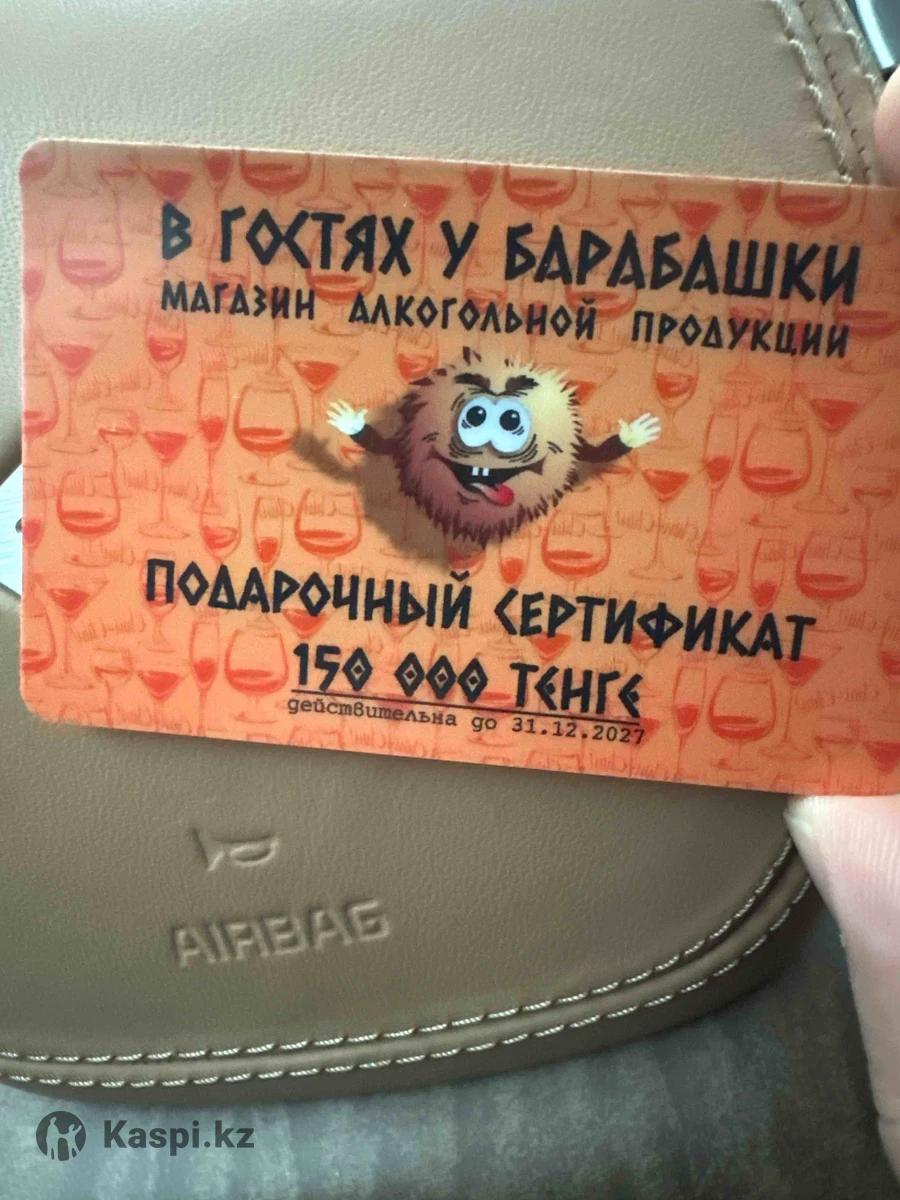 В ГОСТЯХ У БАРАБАШКИ
МАГАЗИН АЛКОГОЛЬНОЙ ПРОДУКЦИИ
ПОДАРОЧНЫЙ СЕРТИФИКАТ
150 000 ТЕНГЕ
действительна до 31.12.2027
AIRBAG
Kaspi.kz